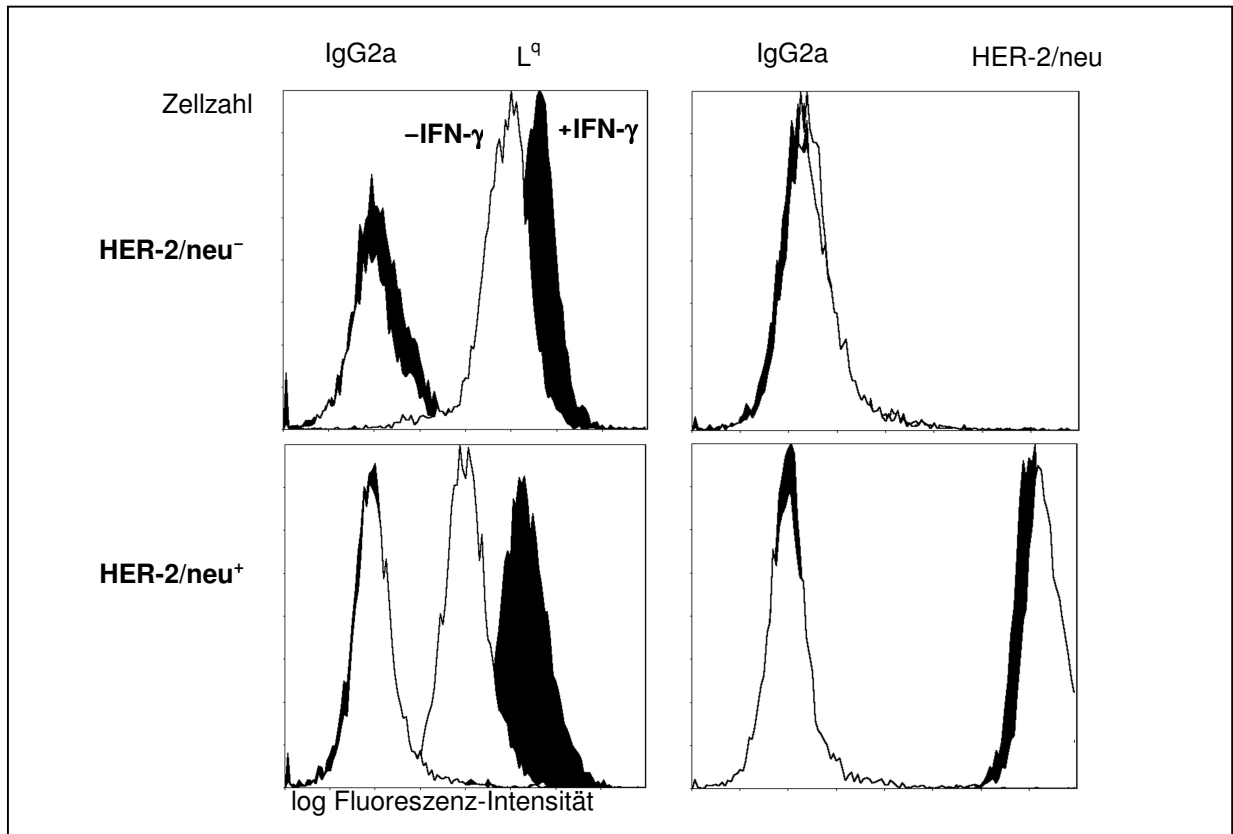 IgG2a L^q IgG2a HER-2/neu
Zellzahl
–IFN-γ +IFN-γ
HER-2/neu⁻
HER-2/neu⁺
log Fluoreszenz-Intensität